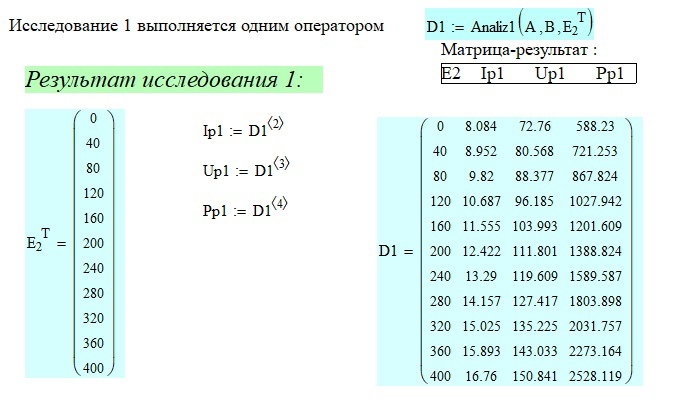 Исследование 1 выполняется одним оператором D1 := Analiz1(A , B , E₂ᵀ)
Матрица-результат :
E2 Ip1 Up1 Pp1
Результат исследования 1:
E₂ᵀ =
0
40
80
120
160
200
240
280
320
360
400
Ip1 := D1⟨2⟩
Up1 := D1⟨3⟩
Pp1 := D1⟨4⟩
D1 =
0 8.084 72.76 588.23
40 8.952 80.568 721.253
80 9.82 88.377 867.824
120 10.687 96.185 1027.942
160 11.555 103.993 1201.609
200 12.422 111.801 1388.824
240 13.29 119.609 1589.587
280 14.157 127.417 1803.898
320 15.025 135.225 2031.757
360 15.893 143.033 2273.164
400 16.76 150.841 2528.119